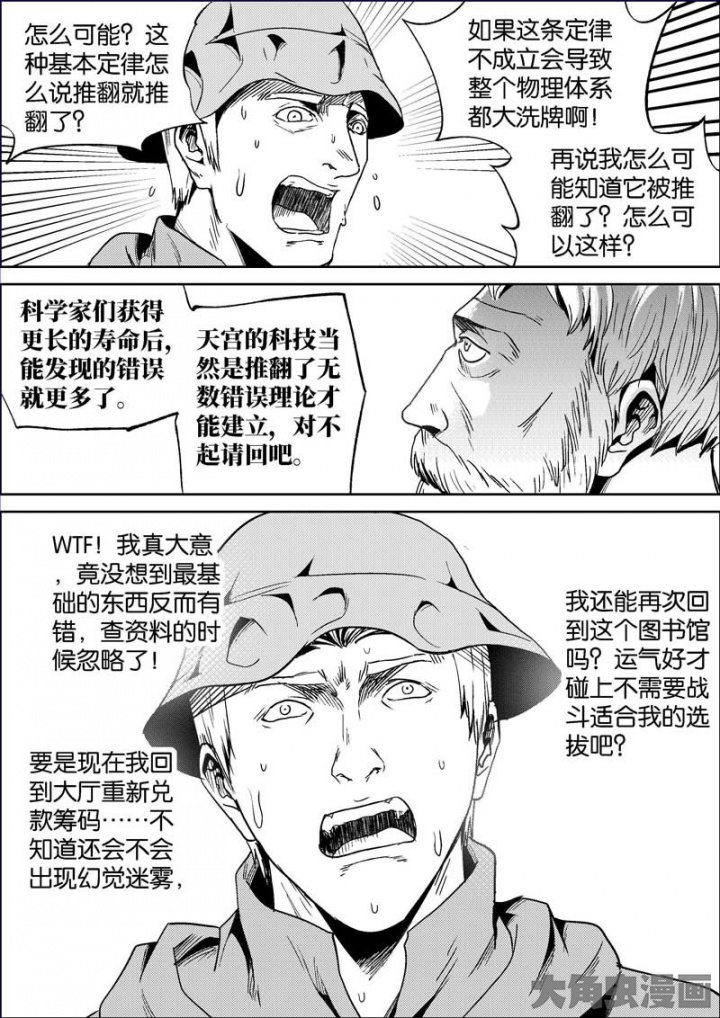 怎么可能？这
种基本定律怎
么说推翻就推
翻了？
如果这条定律
不成立会导致
整个物理体系
都大洗牌啊！
再说我怎么可
能知道它被推
翻了？怎么可
以这样？
科学家们获得
更长的寿命后，
能发现的错误
就更多了。
天宫的科技当
然是推翻了无
数错误理论才
能建立，对不
起请回吧。
WTF！我真大意
，竟没想到最基
础的东西反而有
错，查资料的时
候忽略了！
我还能再次回
到这个图书馆
吗？运气好才
碰上不需要战
斗适合我的选
拔吧？
要是现在我回
到大厅重新兑
款筹码……不
知道还会不会
出现幻觉迷雾，
大角虫漫画